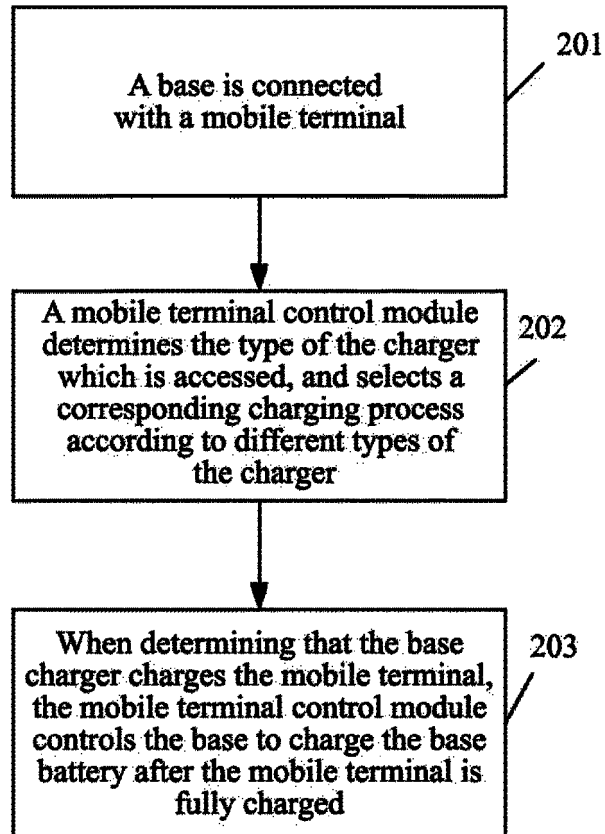 A base is connected
with a mobile terminal
201
A mobile terminal control module
determines the type of the charger
which is accessed, and selects a
corresponding charging process
according to different types of
the charger
202
When determining that the base
charger charges the mobile terminal,
the mobile terminal control module
controls the base to charge the base
battery after the mobile terminal is
fully charged
203